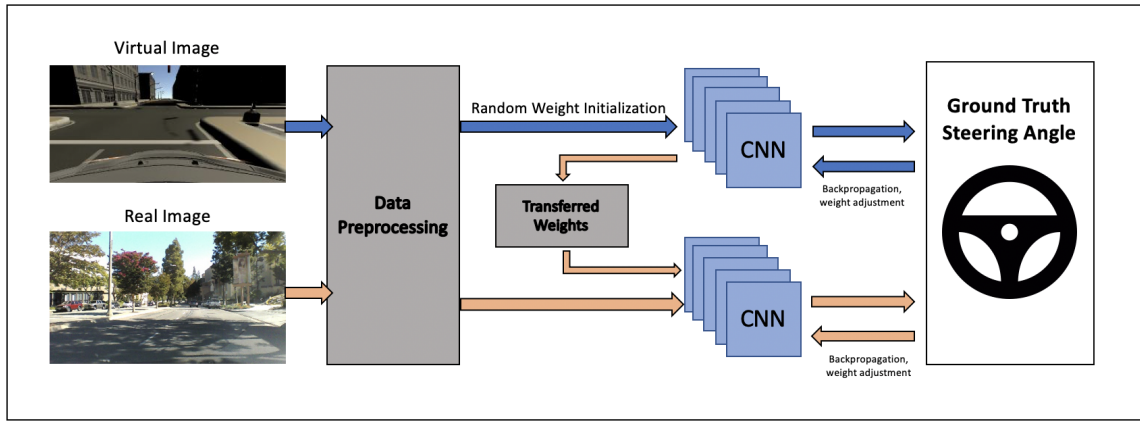 Virtual Image
Real Image
Data
Preprocessing
Random Weight Initialization
Transferred
Weights
CNN
Backpropagation,
weight adjustment
CNN
Backpropagation,
weight adjustment
Ground Truth
Steering Angle